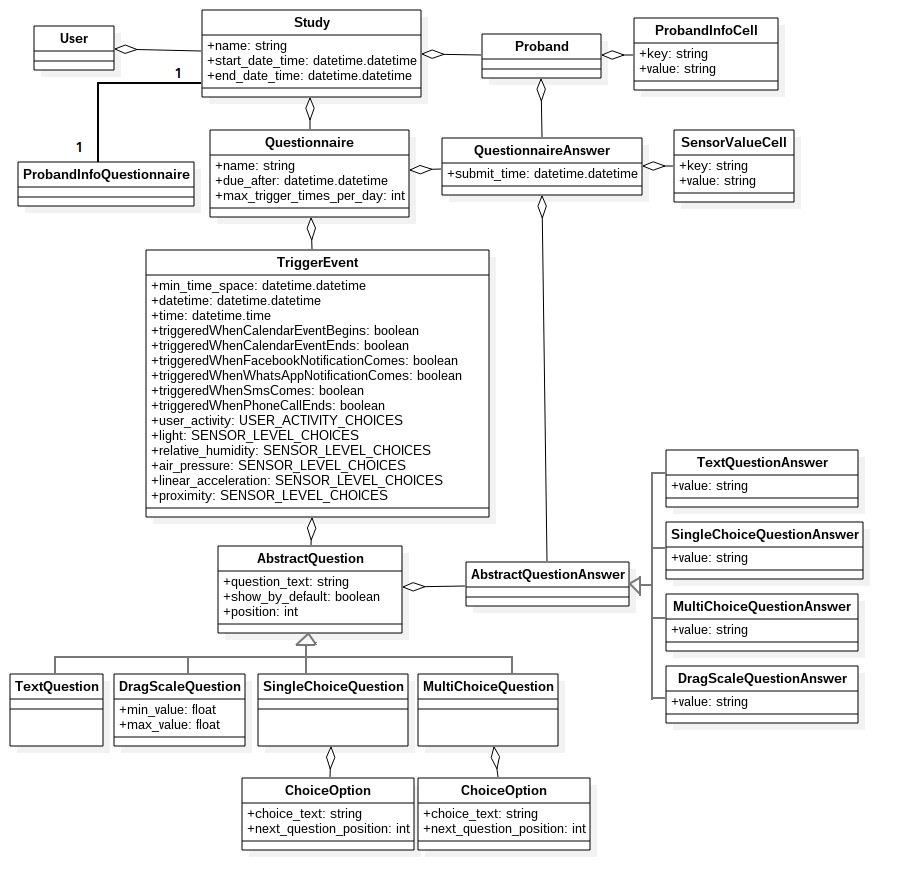 User
Study
+name: string
+start_date_time: datetime.datetime
+end_date_time: datetime.datetime
Proband
ProbandInfoCell
+key: string
+value: string
1
1
ProbandInfoQuestionnaire
Questionnaire
+name: string
+due_after: datetime.datetime
+max_trigger_times_per_day: int
QuestionnaireAnswer
+submit_time: datetime.datetime
SensorValueCell
+key: string
+value: string
TriggerEvent
+min_time_space: datetime.datetime
+datetime: datetime.datetime
+time: datetime.time
+triggeredWhenCalendarEventBegins: boolean
+triggeredWhenCalendarEventEnds: boolean
+triggeredWhenFacebookNotificationComes: boolean
+triggeredWhenWhatsAppNotificationComes: boolean
+triggeredWhenSmsComes: boolean
+triggeredWhenPhoneCallEnds: boolean
+user_activity: USER_ACTIVITY_CHOICES
+light: SENSOR_LEVEL_CHOICES
+relative_humidity: SENSOR_LEVEL_CHOICES
+air_pressure: SENSOR_LEVEL_CHOICES
+linear_acceleration: SENSOR_LEVEL_CHOICES
+proximity: SENSOR_LEVEL_CHOICES
AbstractQuestion
+question_text: string
+show_by_default: boolean
+position: int
AbstractQuestionAnswer
TextQuestionAnswer
+value: string
SingleChoiceQuestionAnswer
+value: string
MultiChoiceQuestionAnswer
+value: string
DragScaleQuestionAnswer
+value: string
TextQuestion
DragScaleQuestion
+min_value: float
+max_value: float
SingleChoiceQuestion
MultiChoiceQuestion
ChoiceOption
+choice_text: string
+next_question_position: int
ChoiceOption
+choice_text: string
+next_question_position: int